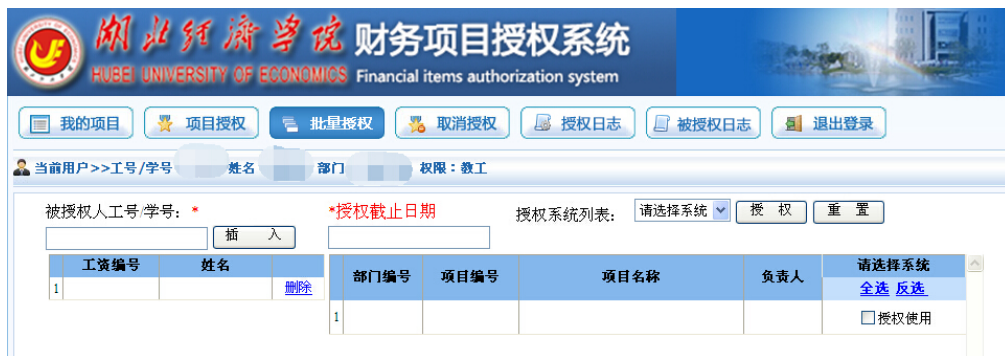 湖北经济学院 财务项目授权系统
HUBEI UNIVERSITY OF ECONOMICS Financial items authorization system
我的项目 项目授权 批量授权 取消授权 授权日志 被授权日志 退出登录
当前用户>>工号/学号 姓名 部门 权限：教工
被授权人工号/学号：* *授权截止日期 授权系统列表： 请选择系统 授 权 重 置
插 入
工资编号 姓名 部门编号 项目编号 项目名称 负责人 请选择系统
全选 反选
1 删除
1 授权使用